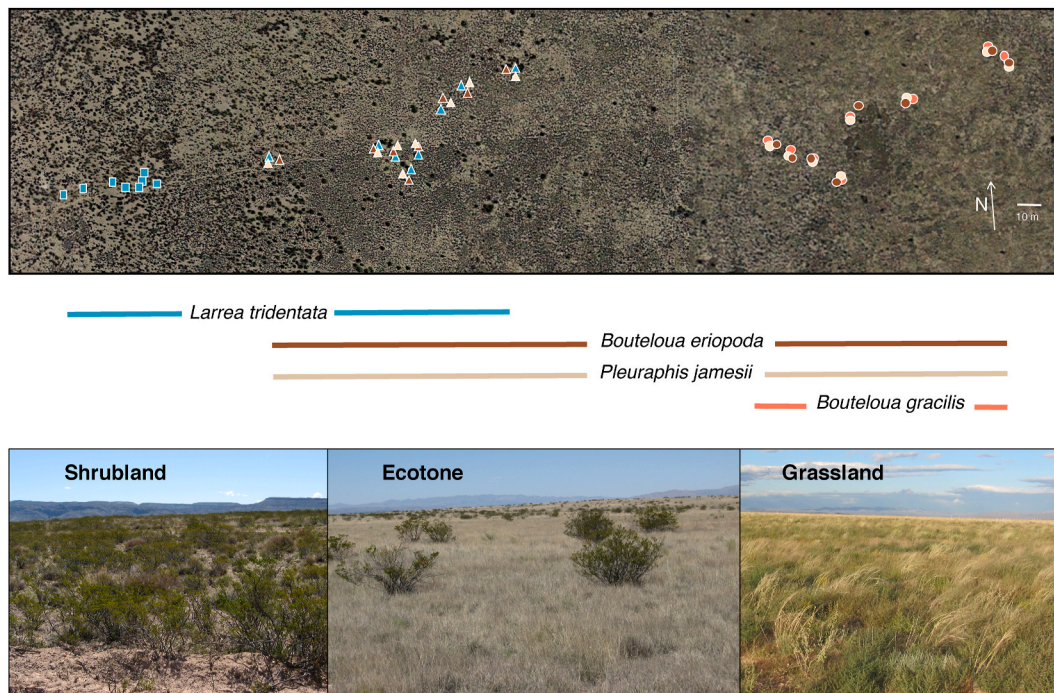 N
10 m
Larrea tridentata
Bouteloua eriopoda
Pleuraphis jamesii
Bouteloua gracilis
Shrubland
Ecotone
Grassland